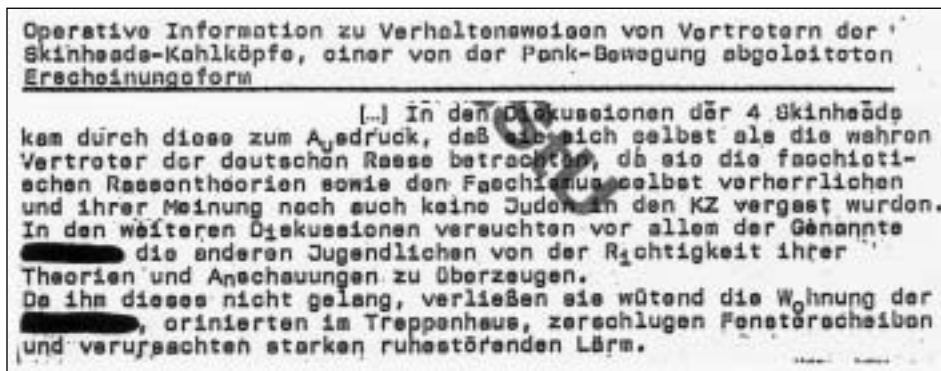 Operative Information zu Verhaltensweisen von Vertretern der
Skinheads-Kahlköpfe, einer von der Punk-Bewegung abgeleiteten
Erscheinungsform
[…] In den Diskussionen der 4 Skinheads
kam durch diese zum Ausdruck, daß sie sich selbst als die wahren
Vertreter der deutschen Rasse betrachten, da sie die faschisti-
schen Rassentheorien sowie den Faschismus selbst verherrlichen
und ihrer Meinung nach auch keine Juden in den KZ vergast wurden.
In den weiteren Diskussionen versuchten vor allem der Genannte
die anderen Jugendlichen von der Richtigkeit ihrer
Theorien und Anschauungen zu überzeugen.
Da ihm dieses nicht gelang, verließen sie wütend die Wohnung der
, orinierten im Treppenhaus, zerschlugen Fensterscheiben
und verursachten starken ruhestörenden Lärm.